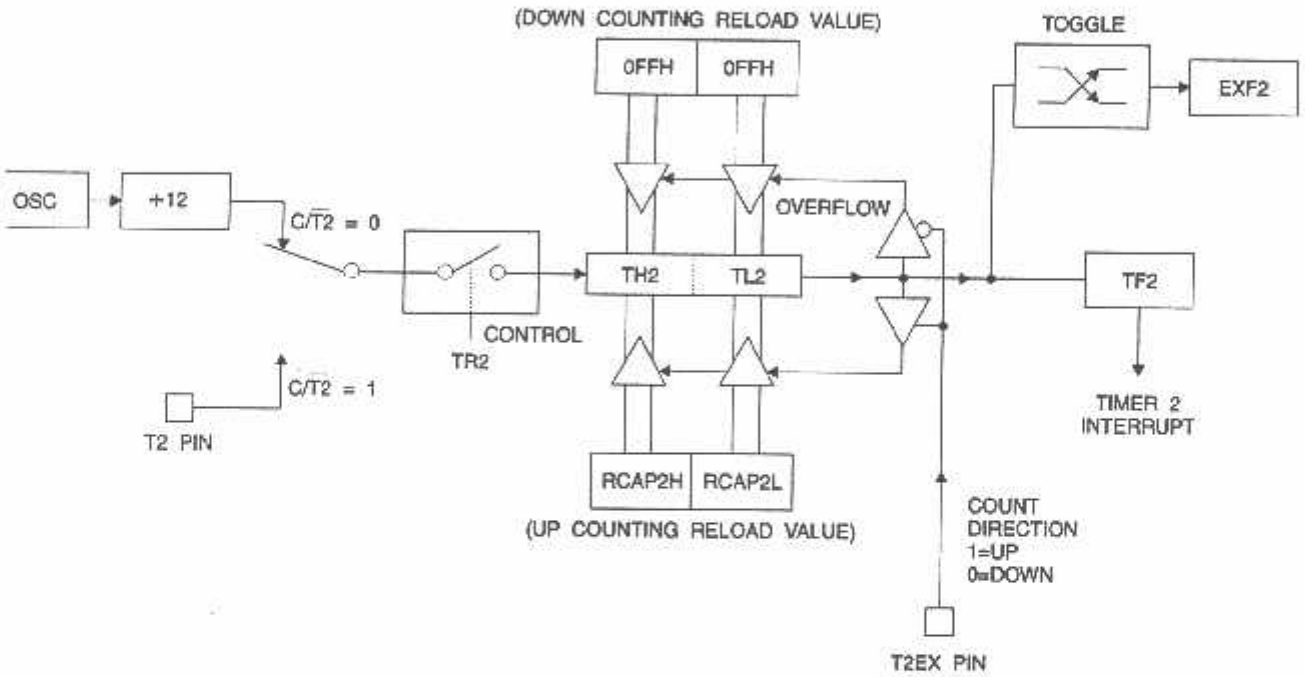 (DOWN COUNTING RELOAD VALUE)
0FFH 0FFH
TOGGLE
EXF2
OSC
+12
C/T2 = 0
OVERFLOW
TH2 TL2
TF2
CONTROL
TR2
C/T2 = 1
T2 PIN
TIMER 2
INTERRUPT
RCAP2H RCAP2L
(UP COUNTING RELOAD VALUE)
COUNT
DIRECTION
1=UP
0=DOWN
T2EX PIN